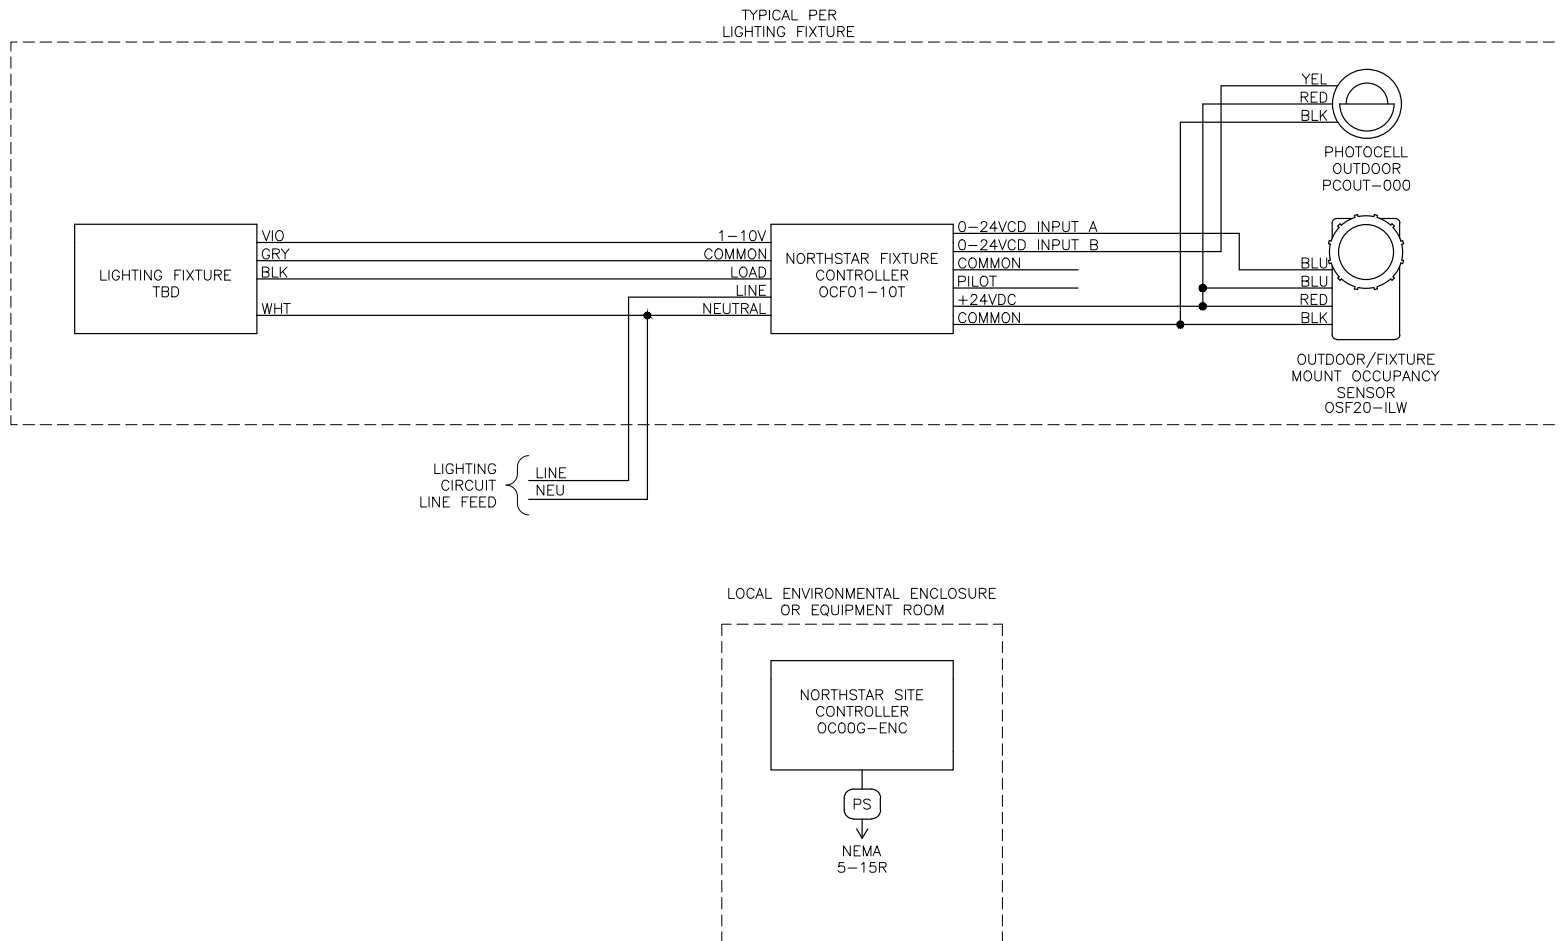 TYPICAL PER
LIGHTING FIXTURE
YEL
RED
BLK
PHOTOCELL
OUTDOOR
PCOUT-000
LIGHTING FIXTURE
TBD
VIO
GRY
BLK
WHT
1-10V
COMMON
LOAD
LINE
NEUTRAL
NORTHSTAR FIXTURE
CONTROLLER
OCF01-10T
0-24VCD INPUT A
0-24VCD INPUT B
COMMON
PILOT
+24VDC
COMMON
BLU
BLU
RED
BLK
OUTDOOR/FIXTURE
MOUNT OCCUPANCY
SENSOR
OSF20-ILW
LIGHTING
CIRCUIT
LINE FEED
LINE
NEU
LOCAL ENVIRONMENTAL ENCLOSURE
OR EQUIPMENT ROOM
NORTHSTAR SITE
CONTROLLER
OC00G-ENC
PS
NEMA
5-15R